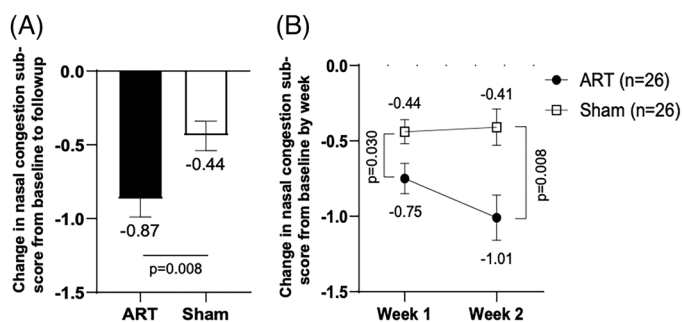 (A)
Change in nasal congestion sub-
score from baseline to followup
0.0
-0.5
-1.0
-1.5
-0.87
-0.44
p=0.008
ART
Sham
(B)
Change in nasal congestion sub-
score from baseline by week
0.0
-0.5
-1.0
-1.5
-0.44
-0.41
p=0.030
p=0.008
-0.75
-1.01
Week 1
Week 2
ART (n=26)
Sham (n=26)